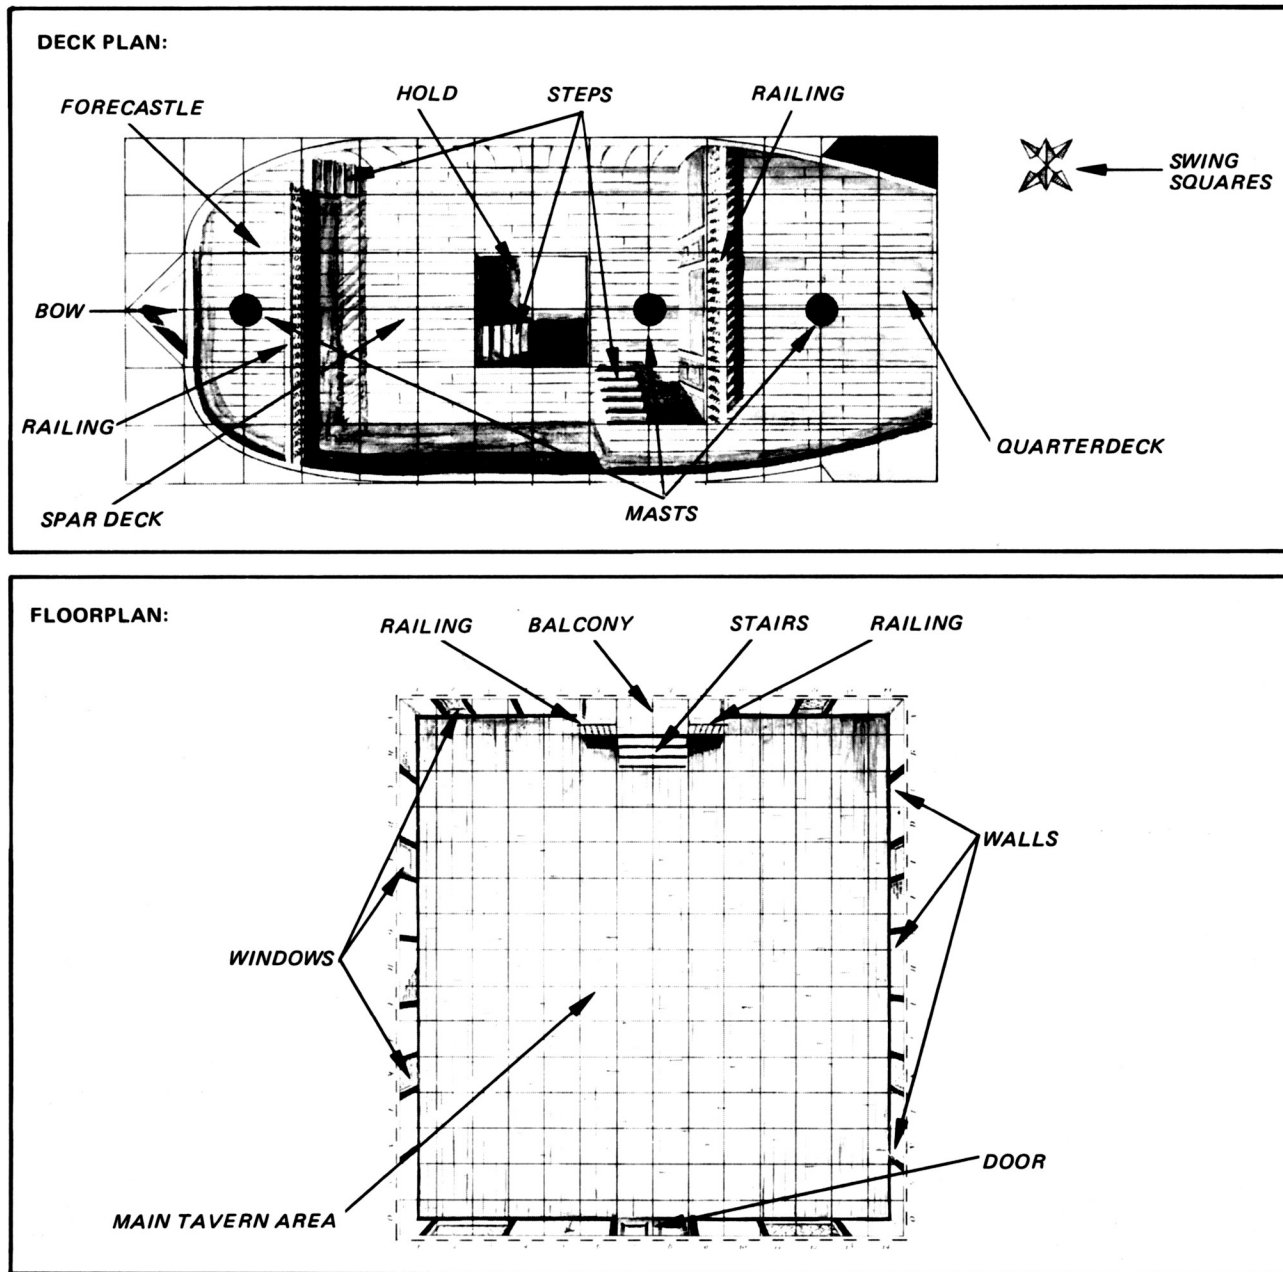 DECK PLAN:
FORECASTLE
HOLD
STEPS
RAILING
SWING
SQUARES
BOW
RAILING
QUARTERDECK
SPAR DECK
MASTS
FLOORPLAN:
RAILING
BALCONY
STAIRS
RAILING
WALLS
WINDOWS
DOOR
MAIN TAVERN AREA